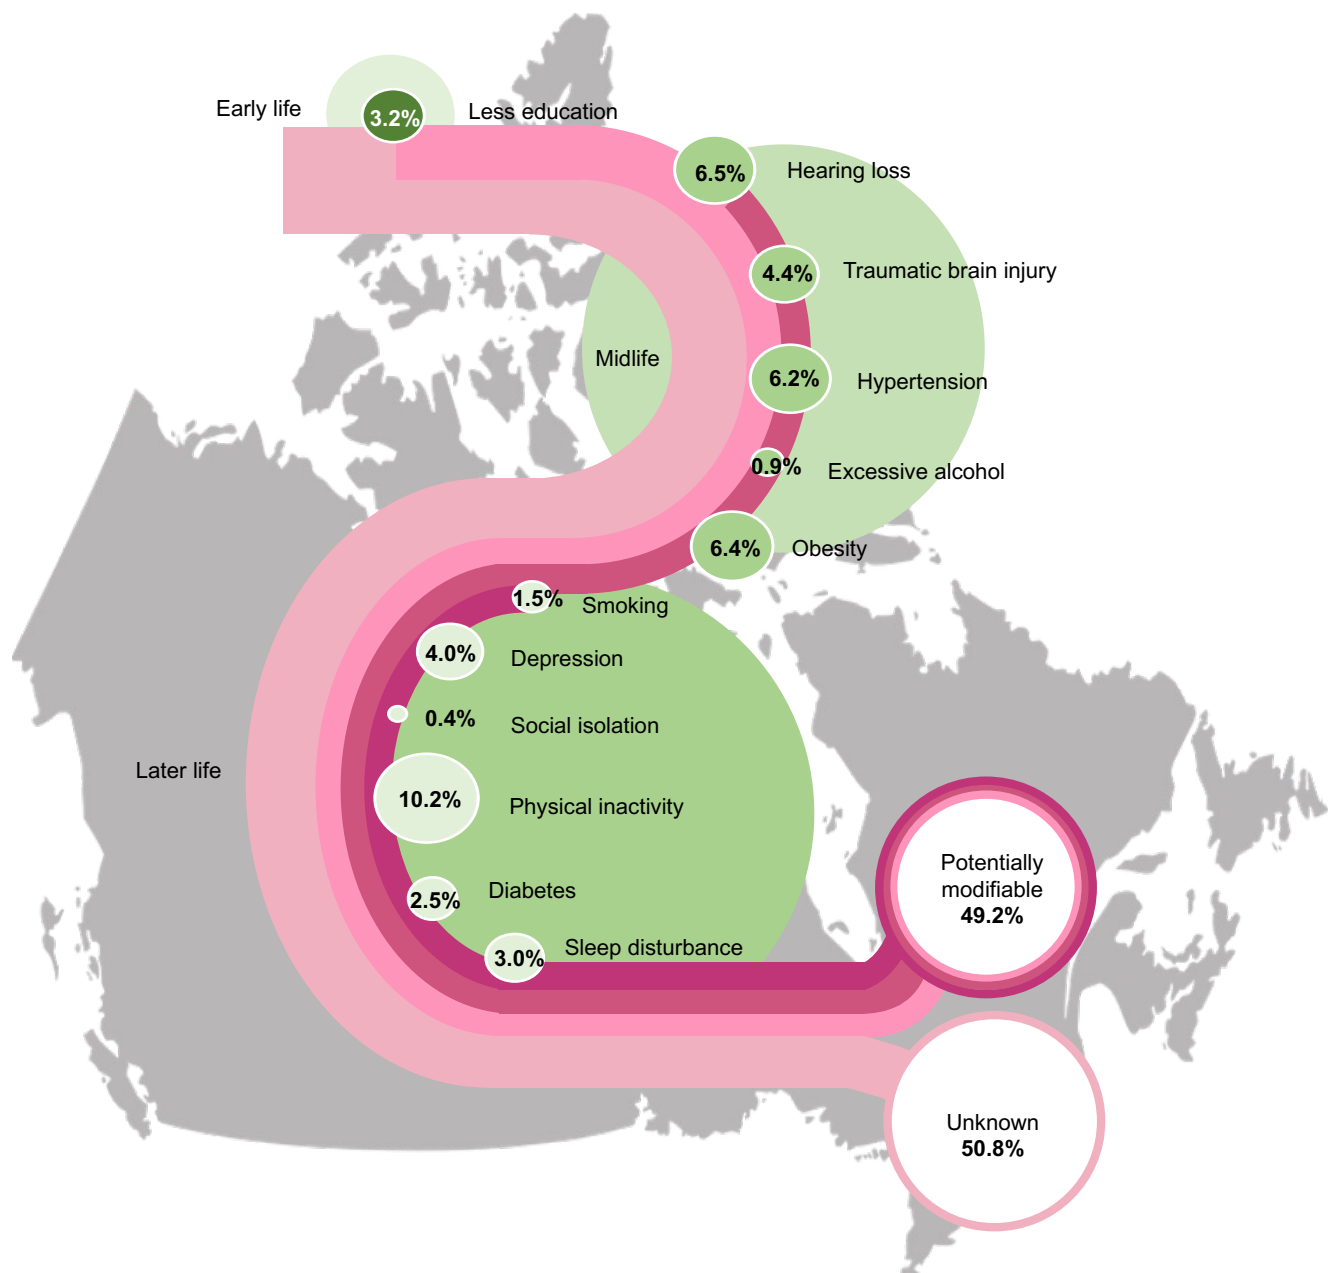 Early life
3.2%
Less education
6.5%
Hearing loss
4.4%
Traumatic brain injury
Midlife
6.2%
Hypertension
0.9%
Excessive alcohol
6.4%
Obesity
1.5%
Smoking
4.0%
Depression
0.4%
Social isolation
Later life
10.2%
Physical inactivity
2.5%
Diabetes
3.0%
Sleep disturbance
Potentially
modifiable
49.2%
Unknown
50.8%